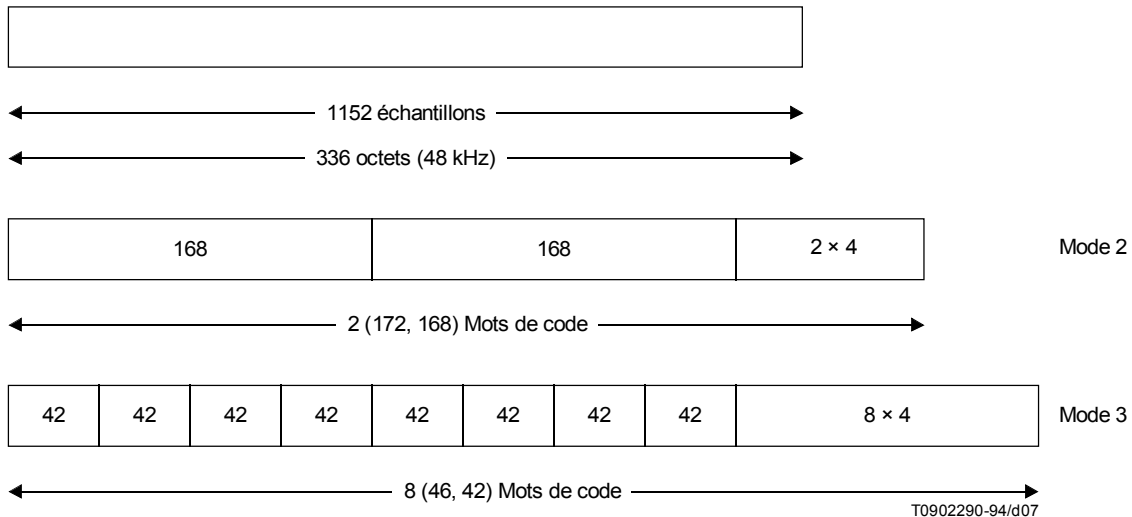 1152 échantillons
336 octets (48 kHz)
168 168 2 × 4 Mode 2
2 (172, 168) Mots de code
42 42 42 42 42 42 42 42 8 × 4 Mode 3
8 (46, 42) Mots de code
T0902290-94/d07